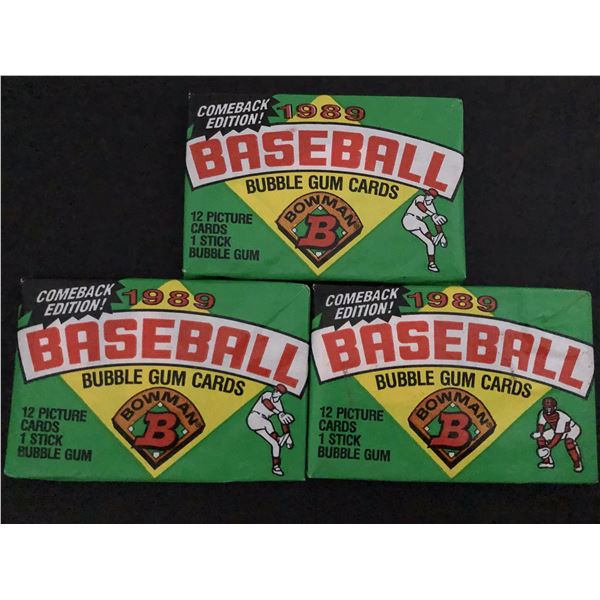 COMEBACK
EDITION!
1989
BASEBALL
BUBBLE GUM CARDS
BOWMAN
B
12 PICTURE
CARDS
1 STICK
BUBBLE GUM
COMEBACK
EDITION!
1989
BASEBALL
BUBBLE GUM CARDS
BOWMAN
B
12 PICTURE
CARDS
1 STICK
BUBBLE GUM
COMEBACK
EDITION!
1989
BASEBALL
BUBBLE GUM CARDS
BOWMAN
B
12 PICTURE
CARDS
1 STICK
BUBBLE GUM